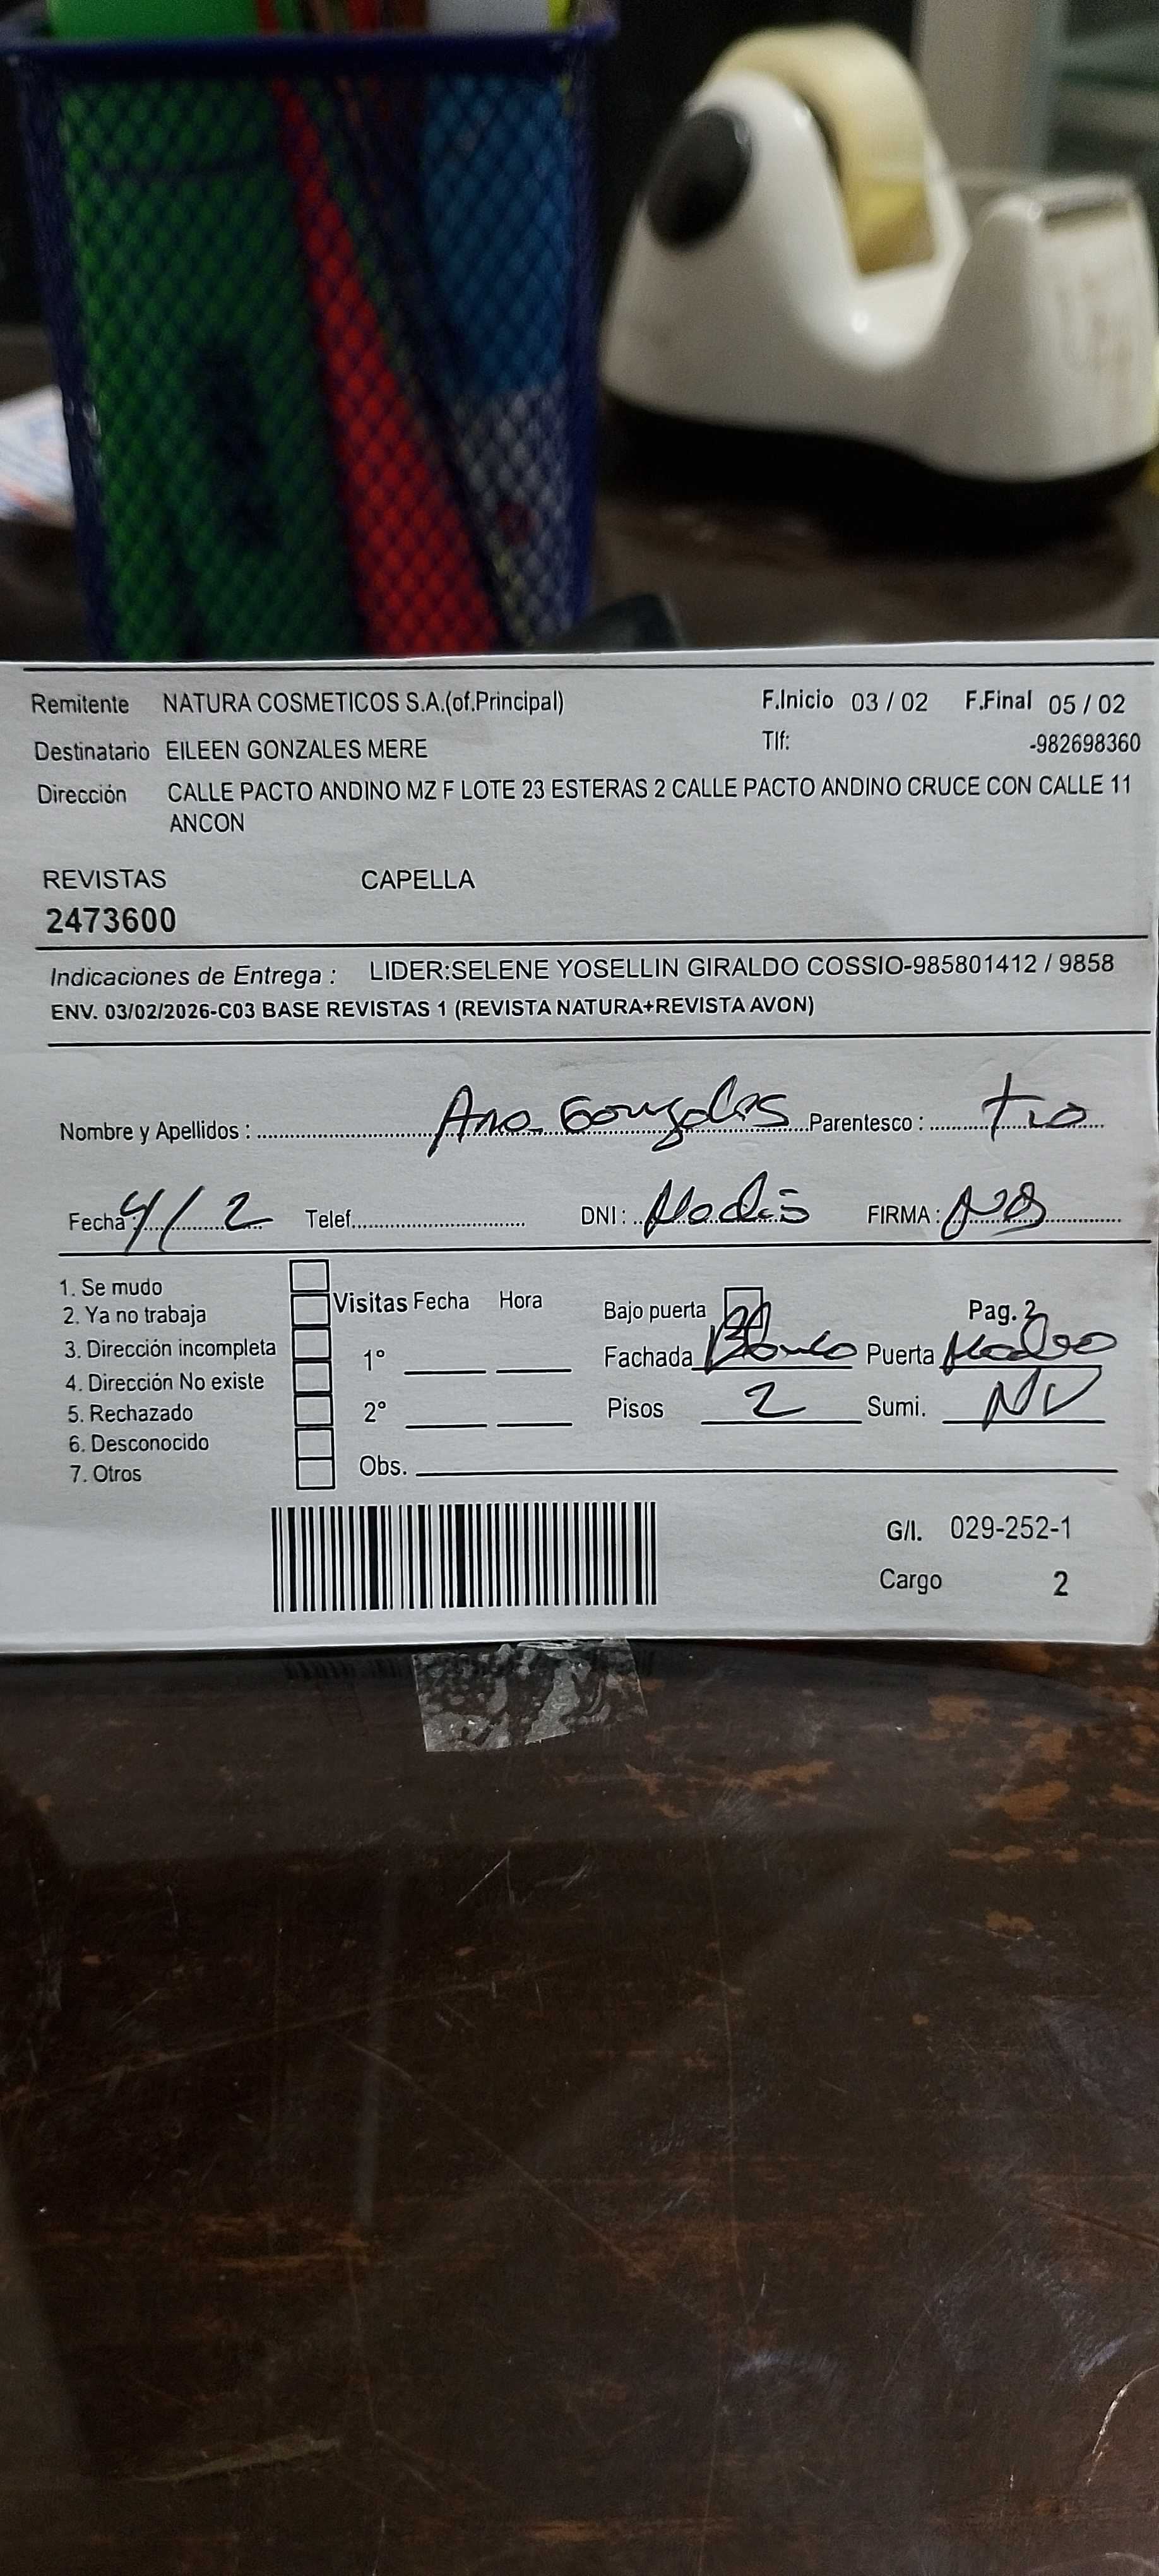 Remitente NATURA COSMETICOS S.A.(of.Principal) F.Inicio 03 / 02 F.Final 05 / 02
Destinatario EILEEN GONZALES MERE Tlf: -982698360
Dirección CALLE PACTO ANDINO MZ F LOTE 23 ESTERAS 2 CALLE PACTO ANDINO CRUCE CON CALLE 11
ANCON
REVISTAS CAPELLA
2473600
Indicaciones de Entrega : LIDER:SELENE YOSELLIN GIRALDO COSSIO-985801412 / 9858
ENV. 03/02/2026-C03 BASE REVISTAS 1 (REVISTA NATURA+REVISTA AVON)
Nombre y Apellidos : Ana Gonzales Parentesco : tia
Fecha : 4/2 Telef. DNI : FIRMA :
1. Se mudo
2. Ya no trabaja Visitas Fecha Hora Bajo puerta Pag. 2
3. Dirección incompleta 1° Fachada Blanco Puerta
4. Dirección No existe
5. Rechazado 2° Pisos 2 Sumi. NV
6. Desconocido
7. Otros Obs.
G/I. 029-252-1
Cargo 2